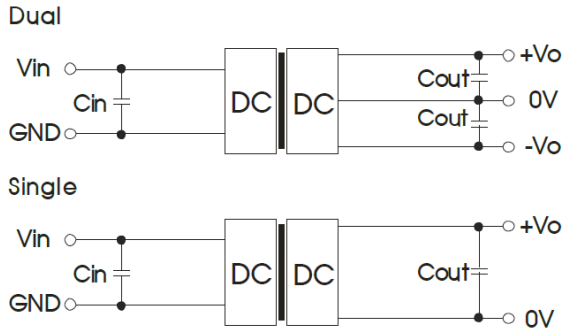 Dual
Vin
Cin
GND
DC DC
Cout
Cout
+Vo
0V
-Vo
Single
Vin
Cin
GND
DC DC
Cout
+Vo
0V